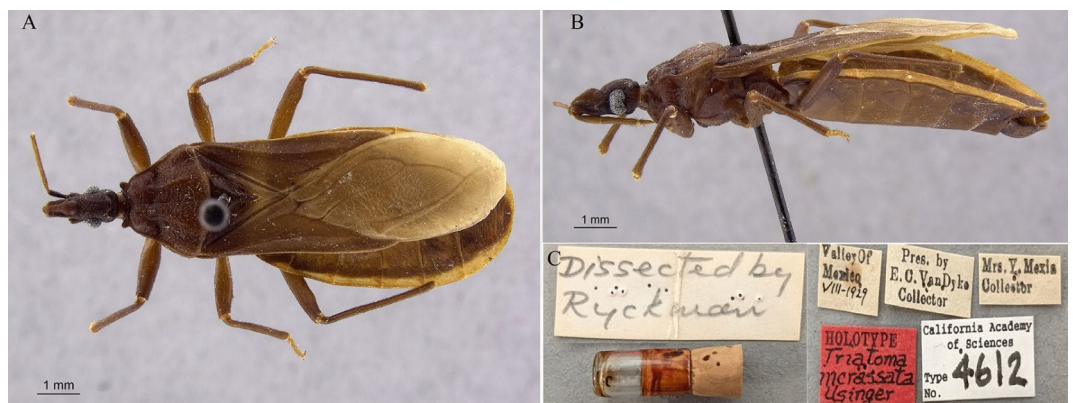 A
1 mm
B
1 mm
C
Dissected by
Ryckman
Valley Of
Mexico
VIII-1929
Pres. by
E. C. VanDyke
Collector
Mrs. Y. Mexia
Collector
HOLOTYPE
Triatoma
incrassata
Usinger
California Academy
of Sciences
Type
No.
4612